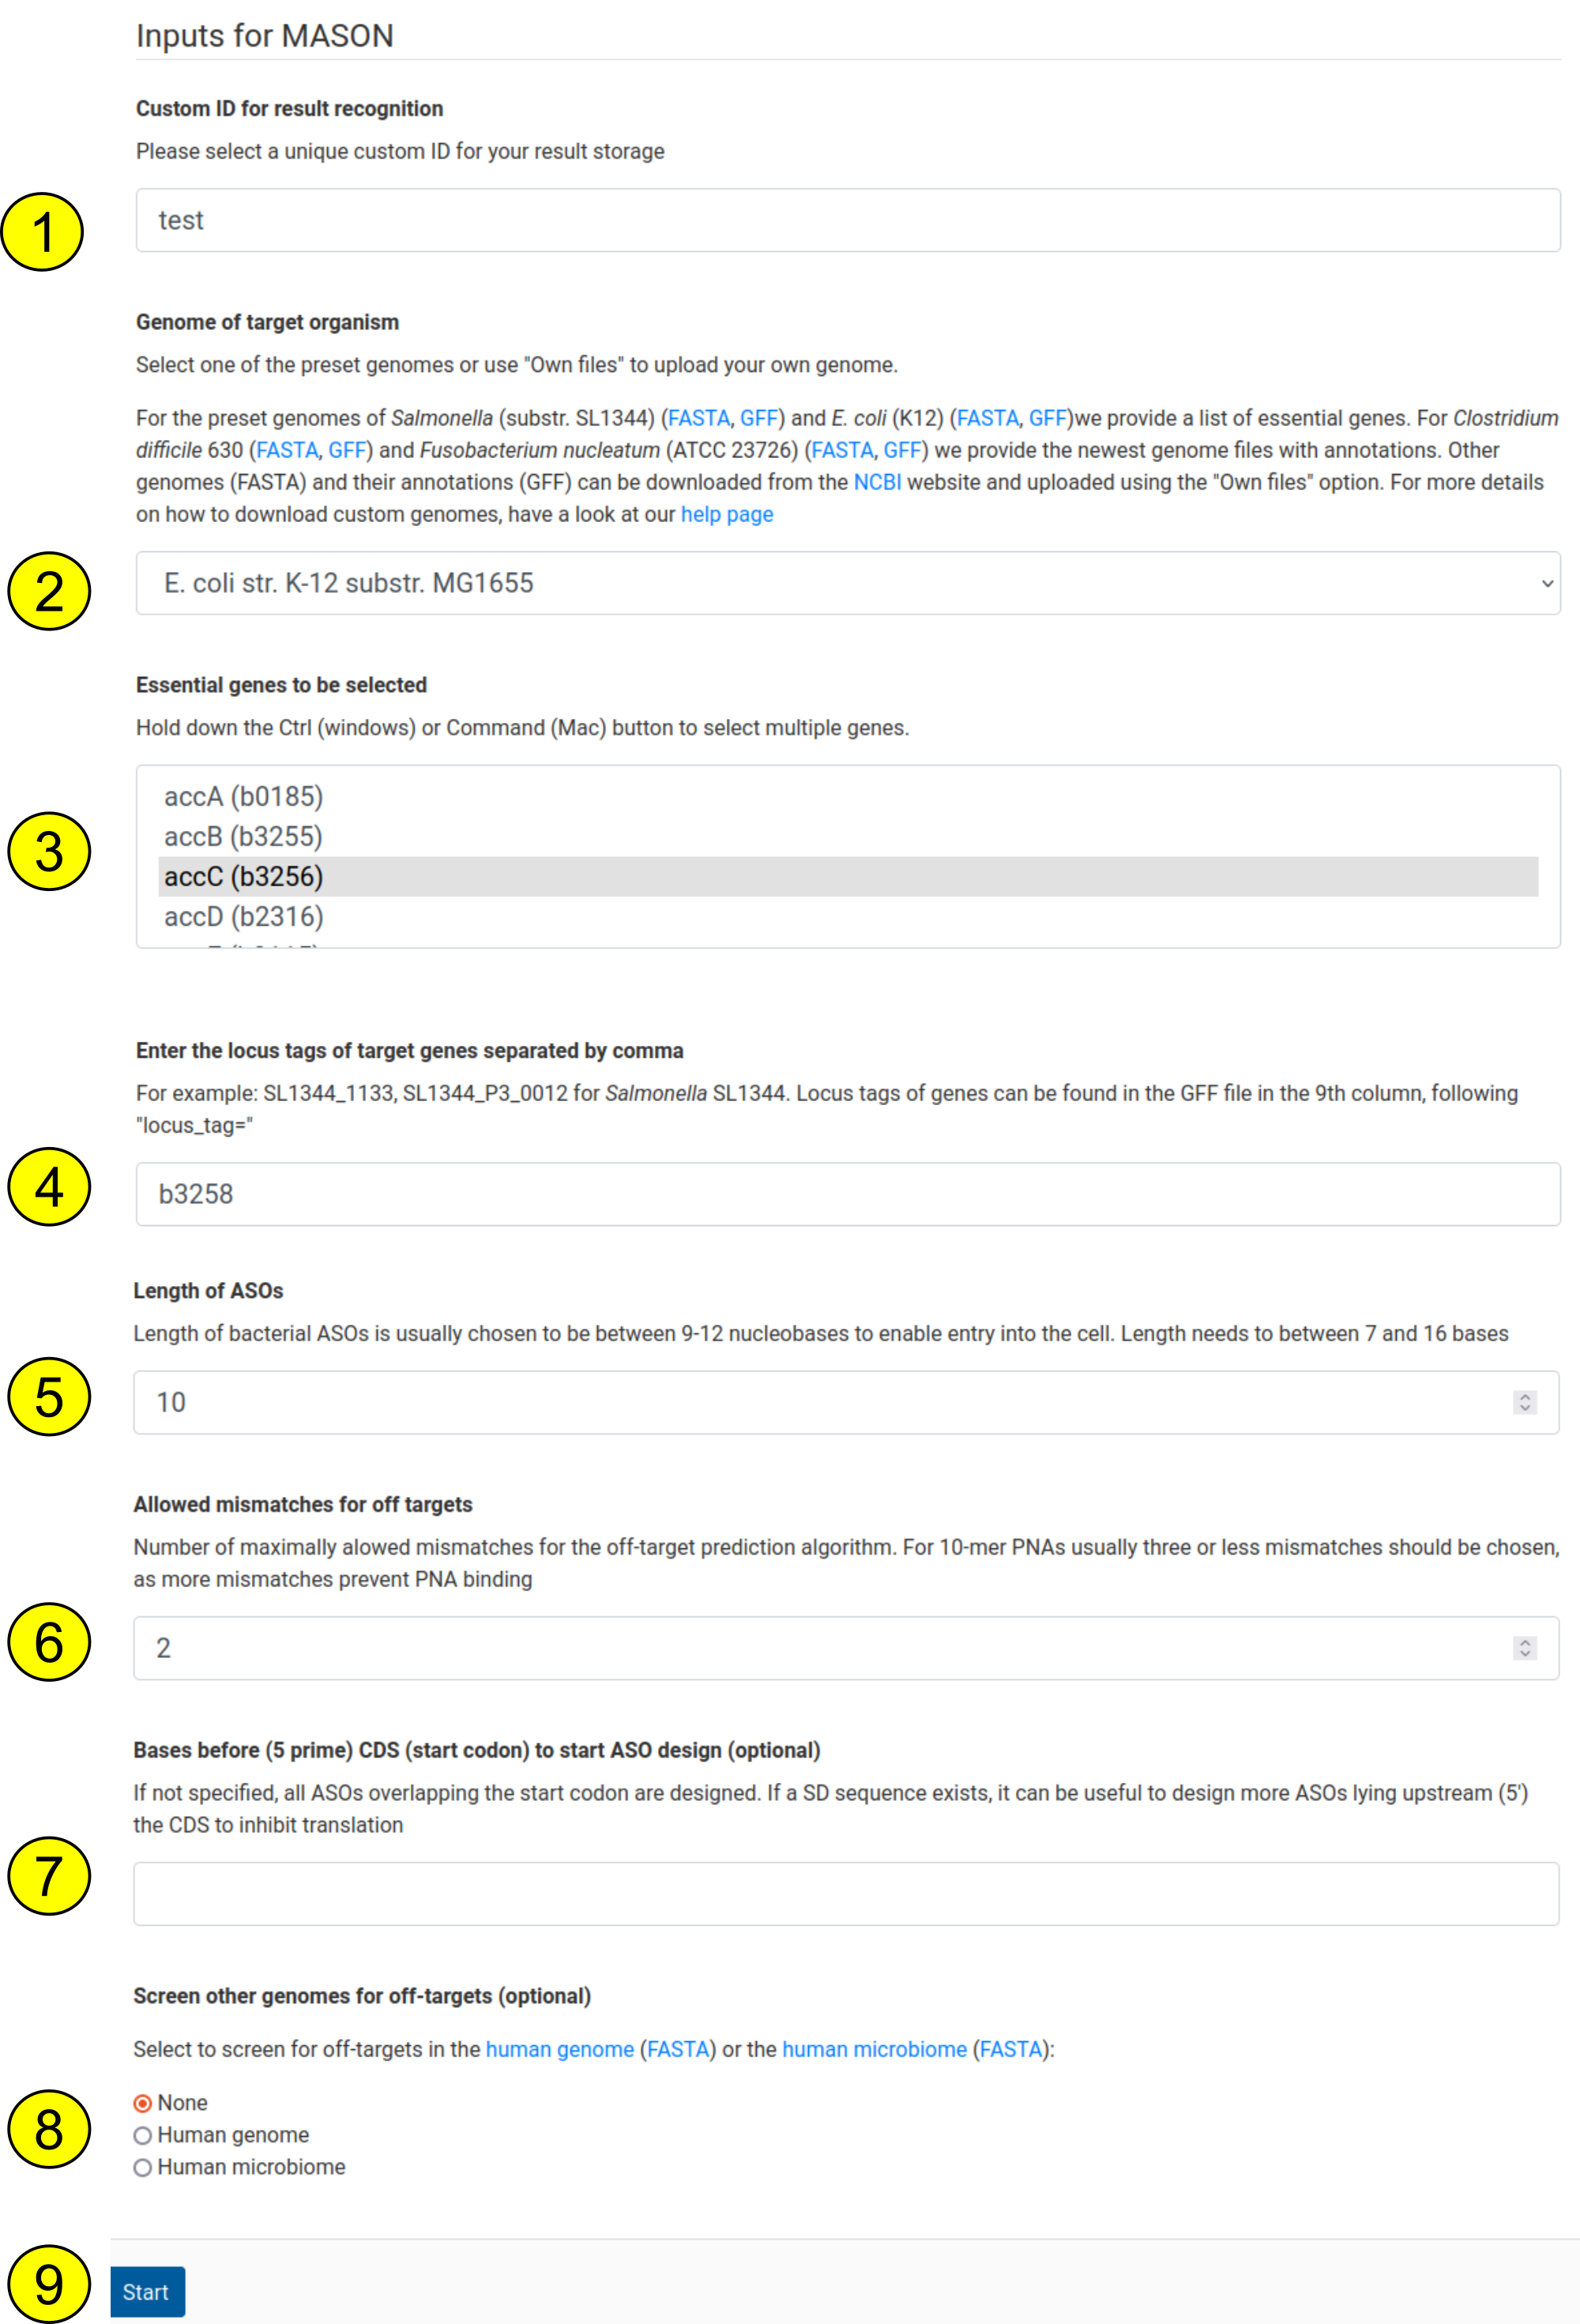 Inputs for MASON
Custom ID for result recognition
Please select a unique custom ID for your result storage
1
test
Genome of target organism
Select one of the preset genomes or use "Own files" to upload your own genome.
For the preset genomes of Salmonella (substr. SL1344) (FASTA, GFF) and E. coli (K12) (FASTA, GFF)we provide a list of essential genes. For Clostridium
difficile 630 (FASTA, GFF) and Fusobacterium nucleatum (ATCC 23726) (FASTA, GFF) we provide the newest genome files with annotations. Other
genomes (FASTA) and their annotations (GFF) can be downloaded from the NCBI website and uploaded using the "Own files" option. For more details
on how to download custom genomes, have a look at our help page
2
E. coli str. K-12 substr. MG1655
Essential genes to be selected
Hold down the Ctrl (windows) or Command (Mac) button to select multiple genes.
3
accA (b0185)
accB (b3255)
accC (b3256)
accD (b2316)
Enter the locus tags of target genes separated by comma
For example: SL1344_1133, SL1344_P3_0012 for Salmonella SL1344. Locus tags of genes can be found in the GFF file in the 9th column, following
"locus_tag="
4
b3258
Length of ASOs
Length of bacterial ASOs is usually chosen to be between 9-12 nucleobases to enable entry into the cell. Length needs to between 7 and 16 bases
5
10
Allowed mismatches for off targets
Number of maximally alowed mismatches for the off-target prediction algorithm. For 10-mer PNAs usually three or less mismatches should be chosen,
as more mismatches prevent PNA binding
6
2
Bases before (5 prime) CDS (start codon) to start ASO design (optional)
If not specified, all ASOs overlapping the start codon are designed. If a SD sequence exists, it can be useful to design more ASOs lying upstream (5')
the CDS to inhibit translation
7
Screen other genomes for off-targets (optional)
Select to screen for off-targets in the human genome (FASTA) or the human microbiome (FASTA):
8
None
Human genome
Human microbiome
9
Start